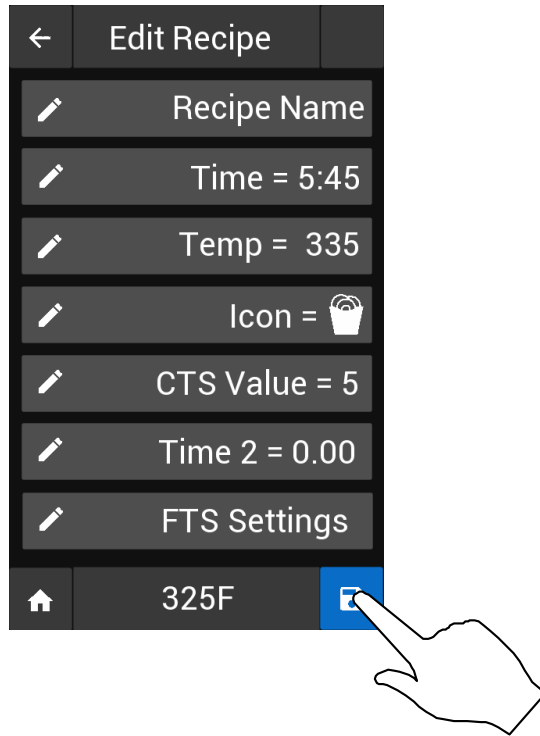 Edit Recipe
Recipe Name
Time = 5:45
Temp = 335
Icon =
CTS Value = 5
Time 2 = 0.00
FTS Settings
325F